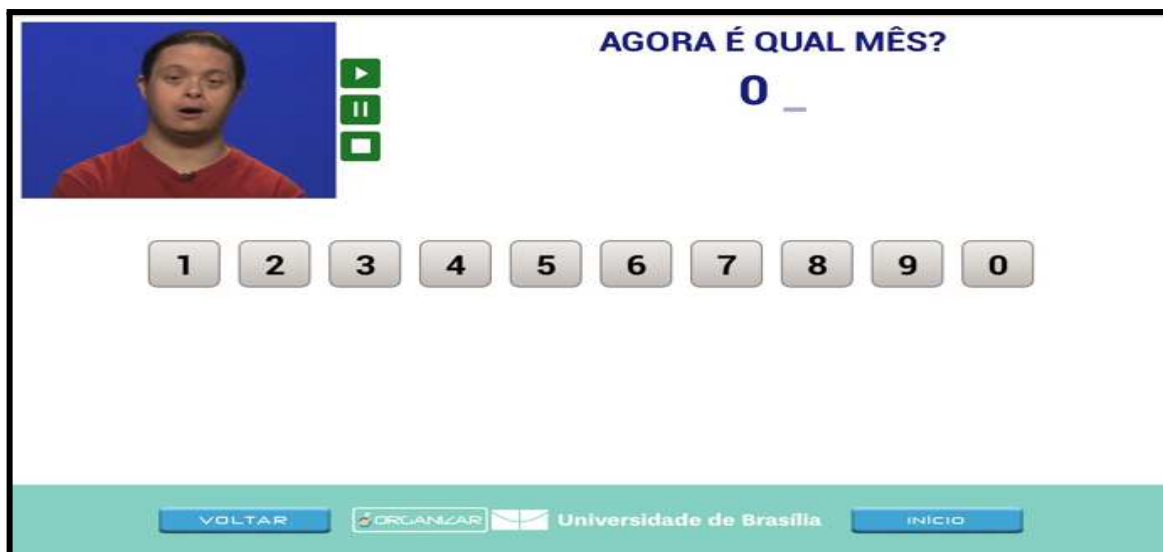 AGORA É QUAL MÊS?
0 _
1 2 3 4 5 6 7 8 9 0
VOLTAR ORGANIZAR Universidade de Brasília INÍCIO